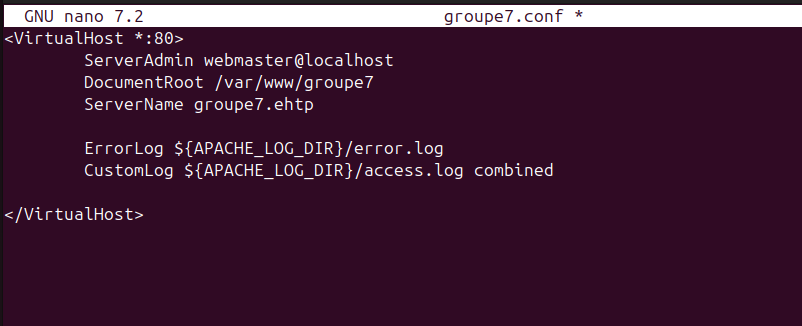 GNU nano 7.2 groupe7.conf *
<VirtualHost *:80>
ServerAdmin webmaster@localhost
DocumentRoot /var/www/groupe7
ServerName groupe7.ehtp
ErrorLog ${APACHE_LOG_DIR}/error.log
CustomLog ${APACHE_LOG_DIR}/access.log combined
</VirtualHost>